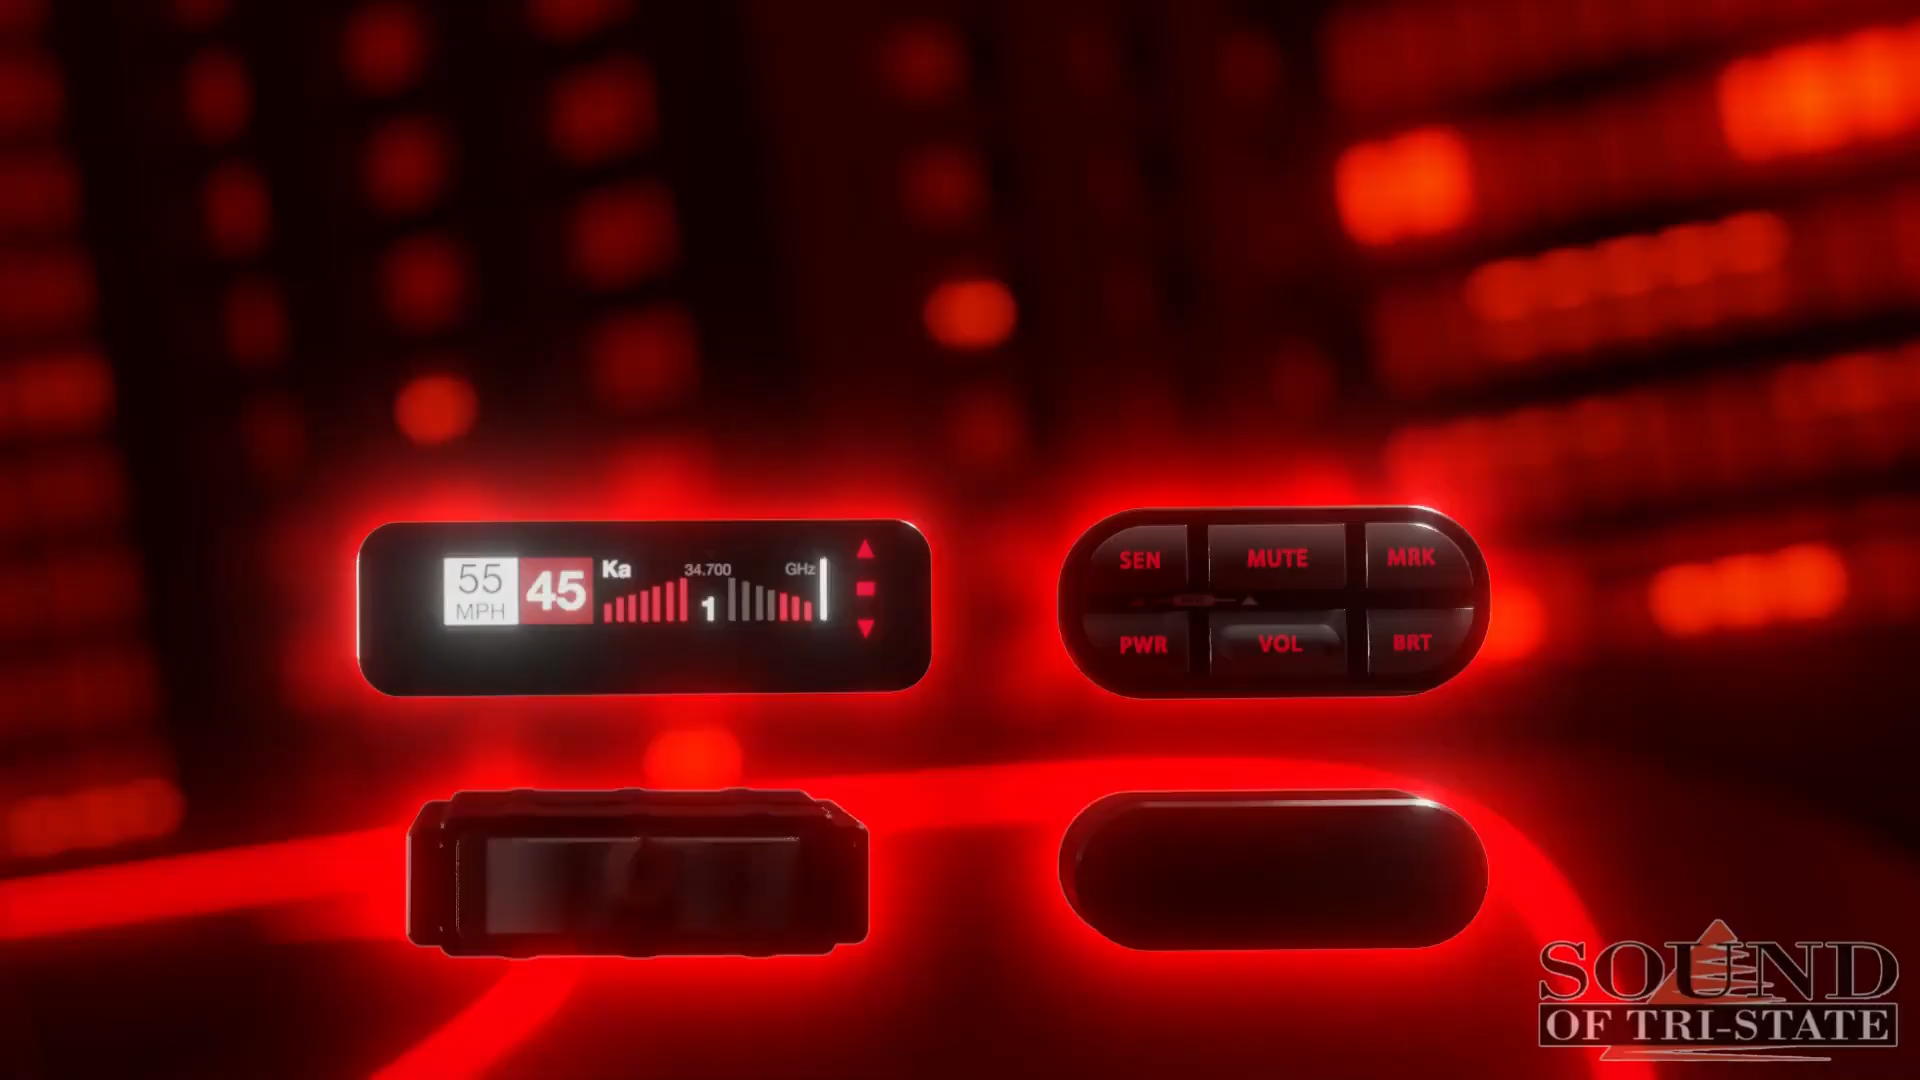 55
MPH
45
Ka
34.700
GHz
1
SEN
MUTE
MRK
PWR
VOL
BRT
SOUND
OF TRI-STATE